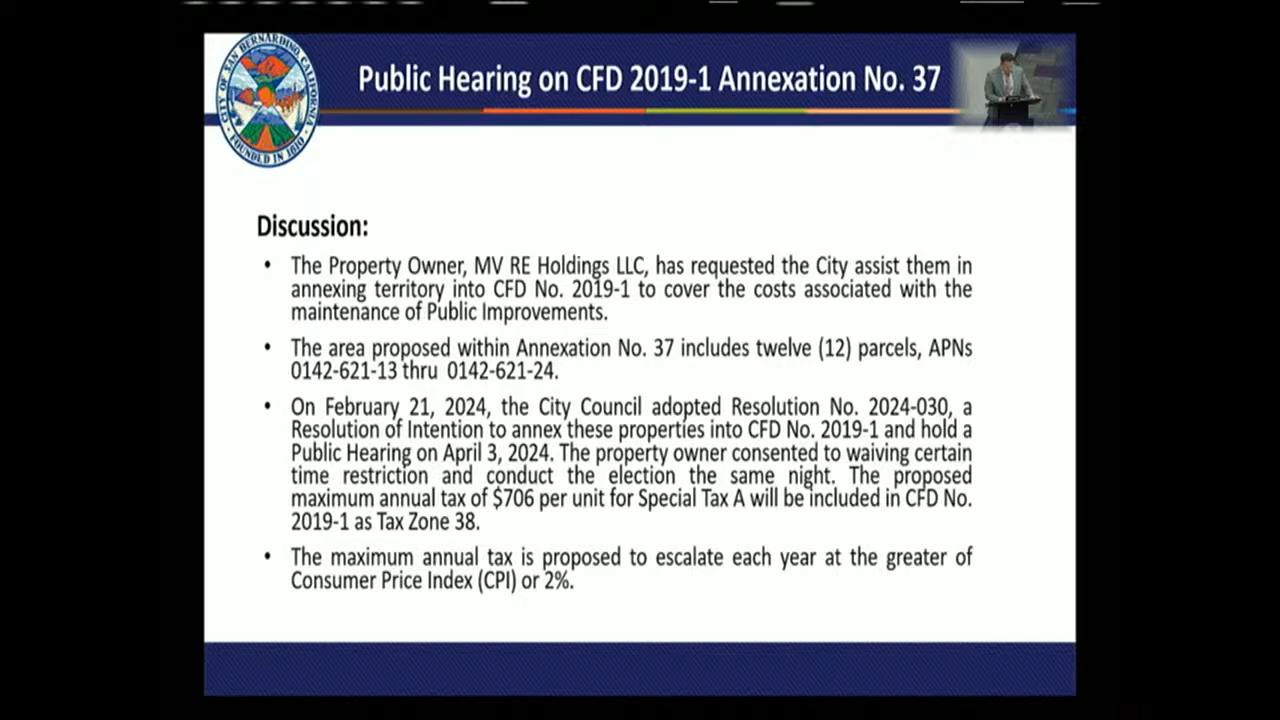 Public Hearing on CFD 2019-1 Annexation No. 37
CITY OF SAN BERNARDINO, CALIFORNIA
FOUNDED IN 1810
Discussion:
• The Property Owner, MV RE Holdings LLC, has requested the City assist them in
annexing territory into CFD No. 2019-1 to cover the costs associated with the
maintenance of Public Improvements.
• The area proposed within Annexation No. 37 includes twelve (12) parcels, APNs
0142-621-13 thru 0142-621-24.
• On February 21, 2024, the City Council adopted Resolution No. 2024-030, a
Resolution of Intention to annex these properties into CFD No. 2019-1 and hold a
Public Hearing on April 3, 2024. The property owner consented to waiving certain
time restriction and conduct the election the same night. The proposed
maximum annual tax of $706 per unit for Special Tax A will be included in CFD No.
2019-1 as Tax Zone 38.
• The maximum annual tax is proposed to escalate each year at the greater of
Consumer Price Index (CPI) or 2%.